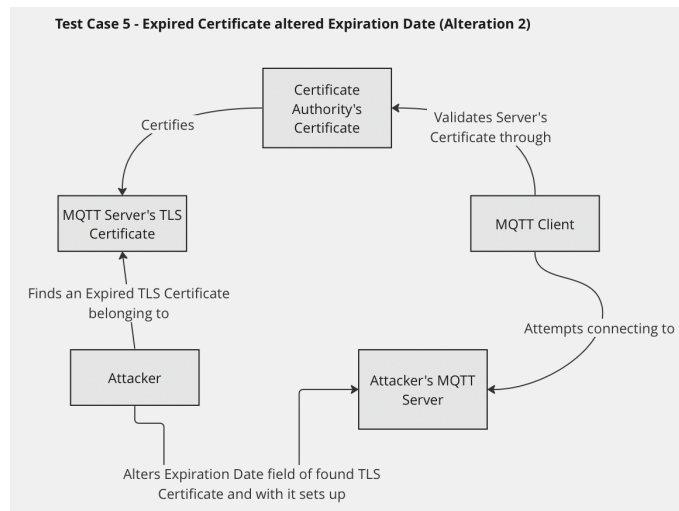 Test Case 5 - Expired Certificate altered Expiration Date (Alteration 2)
Certificate
Authority's
Certificate
Certifies
Validates Server's
Certificate through
MQTT Server's TLS
Certificate
MQTT Client
Finds an Expired TLS Certificate
belonging to
Attempts connecting to
Attacker
Attacker's MQTT
Server
Alters Expiration Date field of found TLS
Certificate and with it sets up